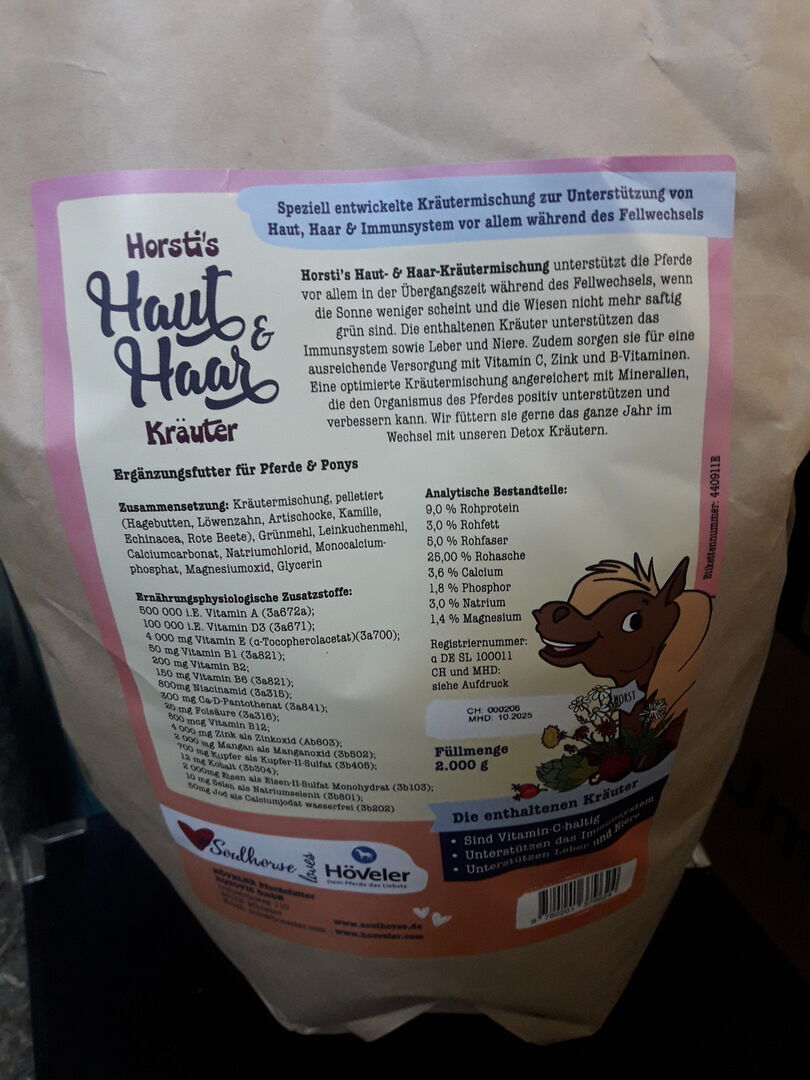 Speziell entwickelte Kräutermischung zur Unterstützung von
Haut, Haar & Immunsystem vor allem während des Fellwechsels
Horsti's
Haut &
Haar
Kräuter
Horsti's Haut- & Haar-Kräutermischung unterstützt die Pferde
vor allem in der Übergangszeit während des Fellwechsels, wenn
die Sonne weniger scheint und die Wiesen nicht mehr saftig
grün sind. Die enthaltenen Kräuter unterstützen das
Immunsystem sowie Leber und Niere. Zudem sorgen sie für eine
ausreichende Versorgung mit Vitamin C, Zink und B-Vitaminen.
Eine optimierte Kräutermischung angereichert mit Mineralien,
die den Organismus des Pferdes positiv unterstützen und
verbessern kann. Wir füttern sie gerne das ganze Jahr im
Wechsel mit unseren Detox Kräutern.
Ergänzungsfutter für Pferde & Ponys
Zusammensetzung: Kräutermischung, pelletiert
(Hagebutten, Löwenzahn, Artischocke, Kamille,
Echinacea, Rote Beete), Grünmehl, Leinkuchenmehl,
Calciumcarbonat, Natriumchlorid, Monocalcium-
phosphat, Magnesiumoxid, Glycerin
Ernährungsphysiologische Zusatzstoffe:
500 000 i.E. Vitamin A (3a672a);
100 000 i.E. Vitamin D3 (3a671);
4 000 mg Vitamin E (α-Tocopherolacetat)(3a700);
50 mg Vitamin B1 (3a821);
200 mg Vitamin B2;
150 mg Vitamin B6 (3a821);
800mg Niacinamid (3a315);
300 mg Ca-D-Pantothenat (3a841);
20 mg Folsäure (3a316);
800 mcg Vitamin B12;
4 000 mg Zink als Zinkoxid (Ab603);
2 000 mg Mangan als Manganoxid (3b502);
700 mg Kupfer als Kupfer-II-Sulfat (3b405);
12 mg Kobalt (3b304);
2 000mg Eisen als Eisen-II-Sulfat Monohydrat (3b103);
10 mg Selen als Natriumselenit (3b801);
50mg Jod als Calciumjodat wasserfrei (3b202)
Analytische Bestandteile:
9,0 % Rohprotein
3,0 % Rohfett
5,0 % Rohfaser
25,00 % Rohasche
3,6 % Calcium
1,8 % Phosphor
3,0 % Natrium
1,4 % Magnesium
Registriernummer:
α DE SL 100011
CH und MHD:
siehe Aufdruck
CH: 000206
MHD: 10.2025
Füllmenge
2.000 g
Etikettennummer: 440911E
HORST
Die enthaltenen Kräuter
• Sind Vitamin-C-haltig
• Unterstützen das Immunsystem
• Unterstützen Leber und Niere
Soulhorse loves
HÖVELER
Dem Pferde das Liebste
HÖVELER Pferdefutter
www.soulhorse.de
www.hoeveler.com